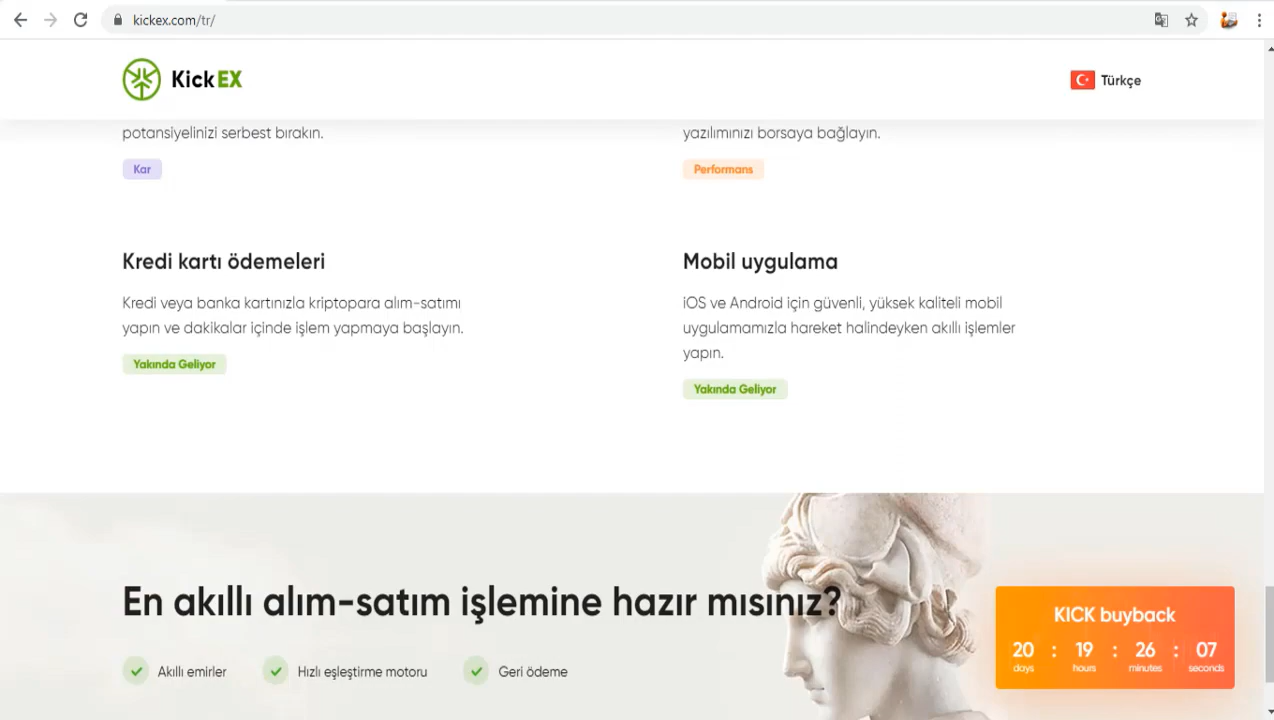 kickex.com/tr/
KickEX
Türkçe
potansiyelinizi serbest bırakın.
Kar
yazılımınızı borsaya bağlayın.
Performans
Kredi kartı ödemeleri
Kredi veya banka kartınızla kriptopara alım-satımı
yapın ve dakikalar içinde işlem yapmaya başlayın.
Yakında Geliyor
Mobil uygulama
iOS ve Android için güvenli, yüksek kaliteli mobil
uygulamamızla hareket halindeyken akıllı işlemler
yapın.
Yakında Geliyor
En akıllı alım-satım işlemine hazır mısınız?
Akıllı emirler
Hızlı eşleştirme motoru
Geri ödeme
KICK buyback
20 : 19 : 26 : 07
days hours minutes seconds